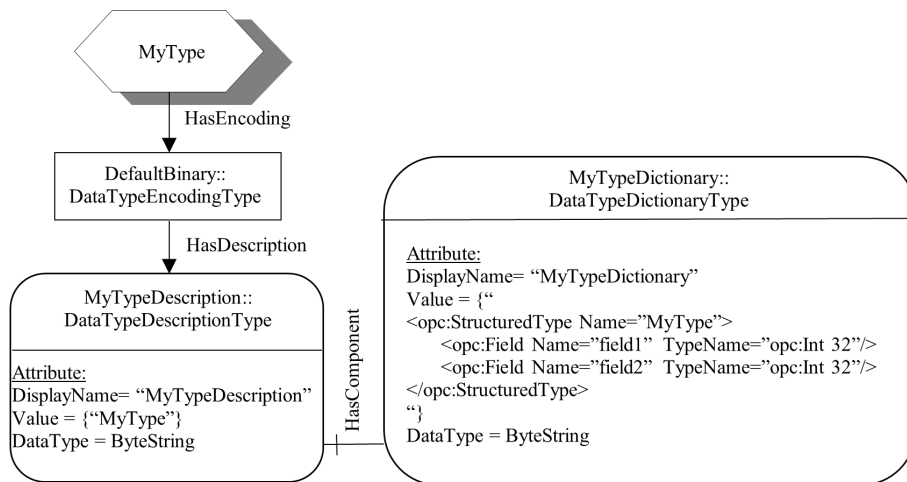 MyType
HasEncoding
DefaultBinary::
DataTypeEncodingType
HasDescription
MyTypeDescription::
DataTypeDescriptionType
Attribute:
DisplayName= “MyTypeDescription”
Value = {“MyType”}
DataType = ByteString
HasComponent
MyTypeDictionary::
DataTypeDictionaryType
Attribute:
DisplayName= “MyTypeDictionary”
Value = {“
<opc:StructuredType Name=”MyType”>
<opc:Field Name=”field1” TypeName=”opc:Int 32”/>
<opc:Field Name=”field2” TypeName=”opc:Int 32”/>
</opc:StructuredType>
“}
DataType = ByteString